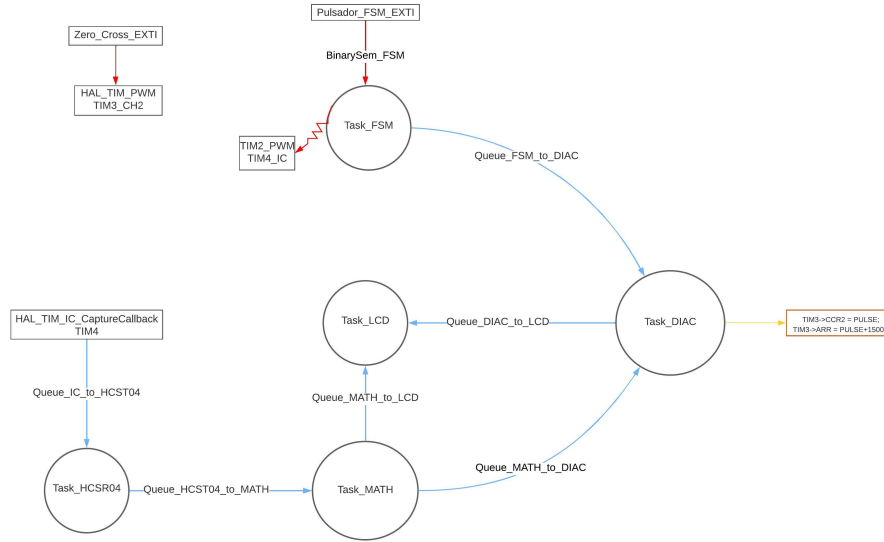 Pulsador_FSM_EXTI
Zero_Cross_EXTI
BinarySem_FSM
HAL_TIM_PWM
TIM3_CH2
Task_FSM
TIM2_PWM
TIM4_IC
Queue_FSM_to_DIAC
HAL_TIM_IC_CaptureCallback
TIM4
Task_LCD
Queue_DIAC_to_LCD
Task_DIAC
TIM3->CCR2 = PULSE;
TIM3->ARR = PULSE+1500
Queue_IC_to_HCST04
Queue_MATH_to_LCD
Queue_MATH_to_DIAC
Task_HCSR04
Queue_HCST04_to_MATH
Task_MATH